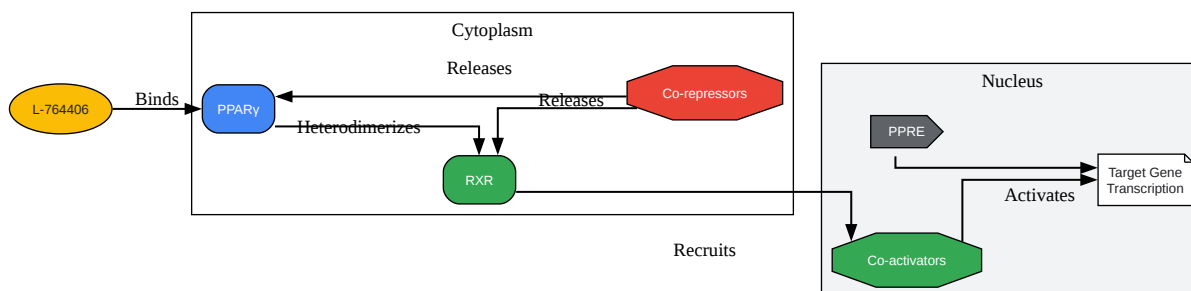 Cytoplasm
Releases
Nucleus
L-764406
Binds
PPARγ
Co-repressors
Releases
Heterodimerizes
PPRE
RXR
Target Gene
Transcription
Activates
Recruits
Co-activators